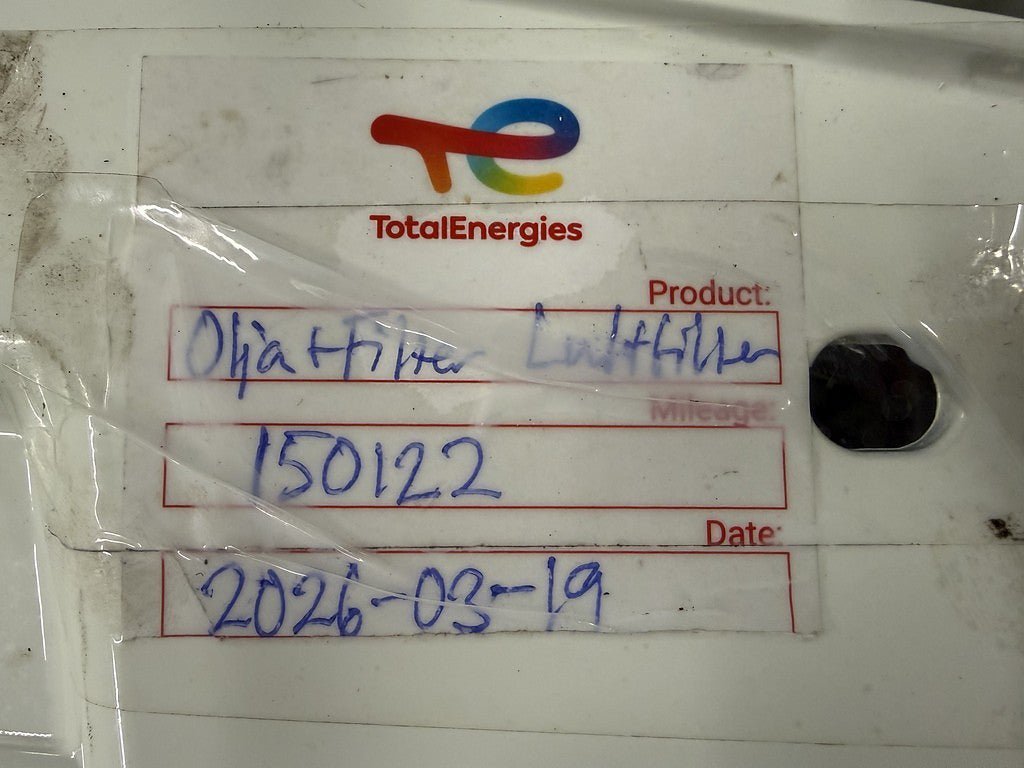 TotalEnergies
Product:
Olja+Filter Luftfilter
Mileage:
150122
Date:
2026-03-19